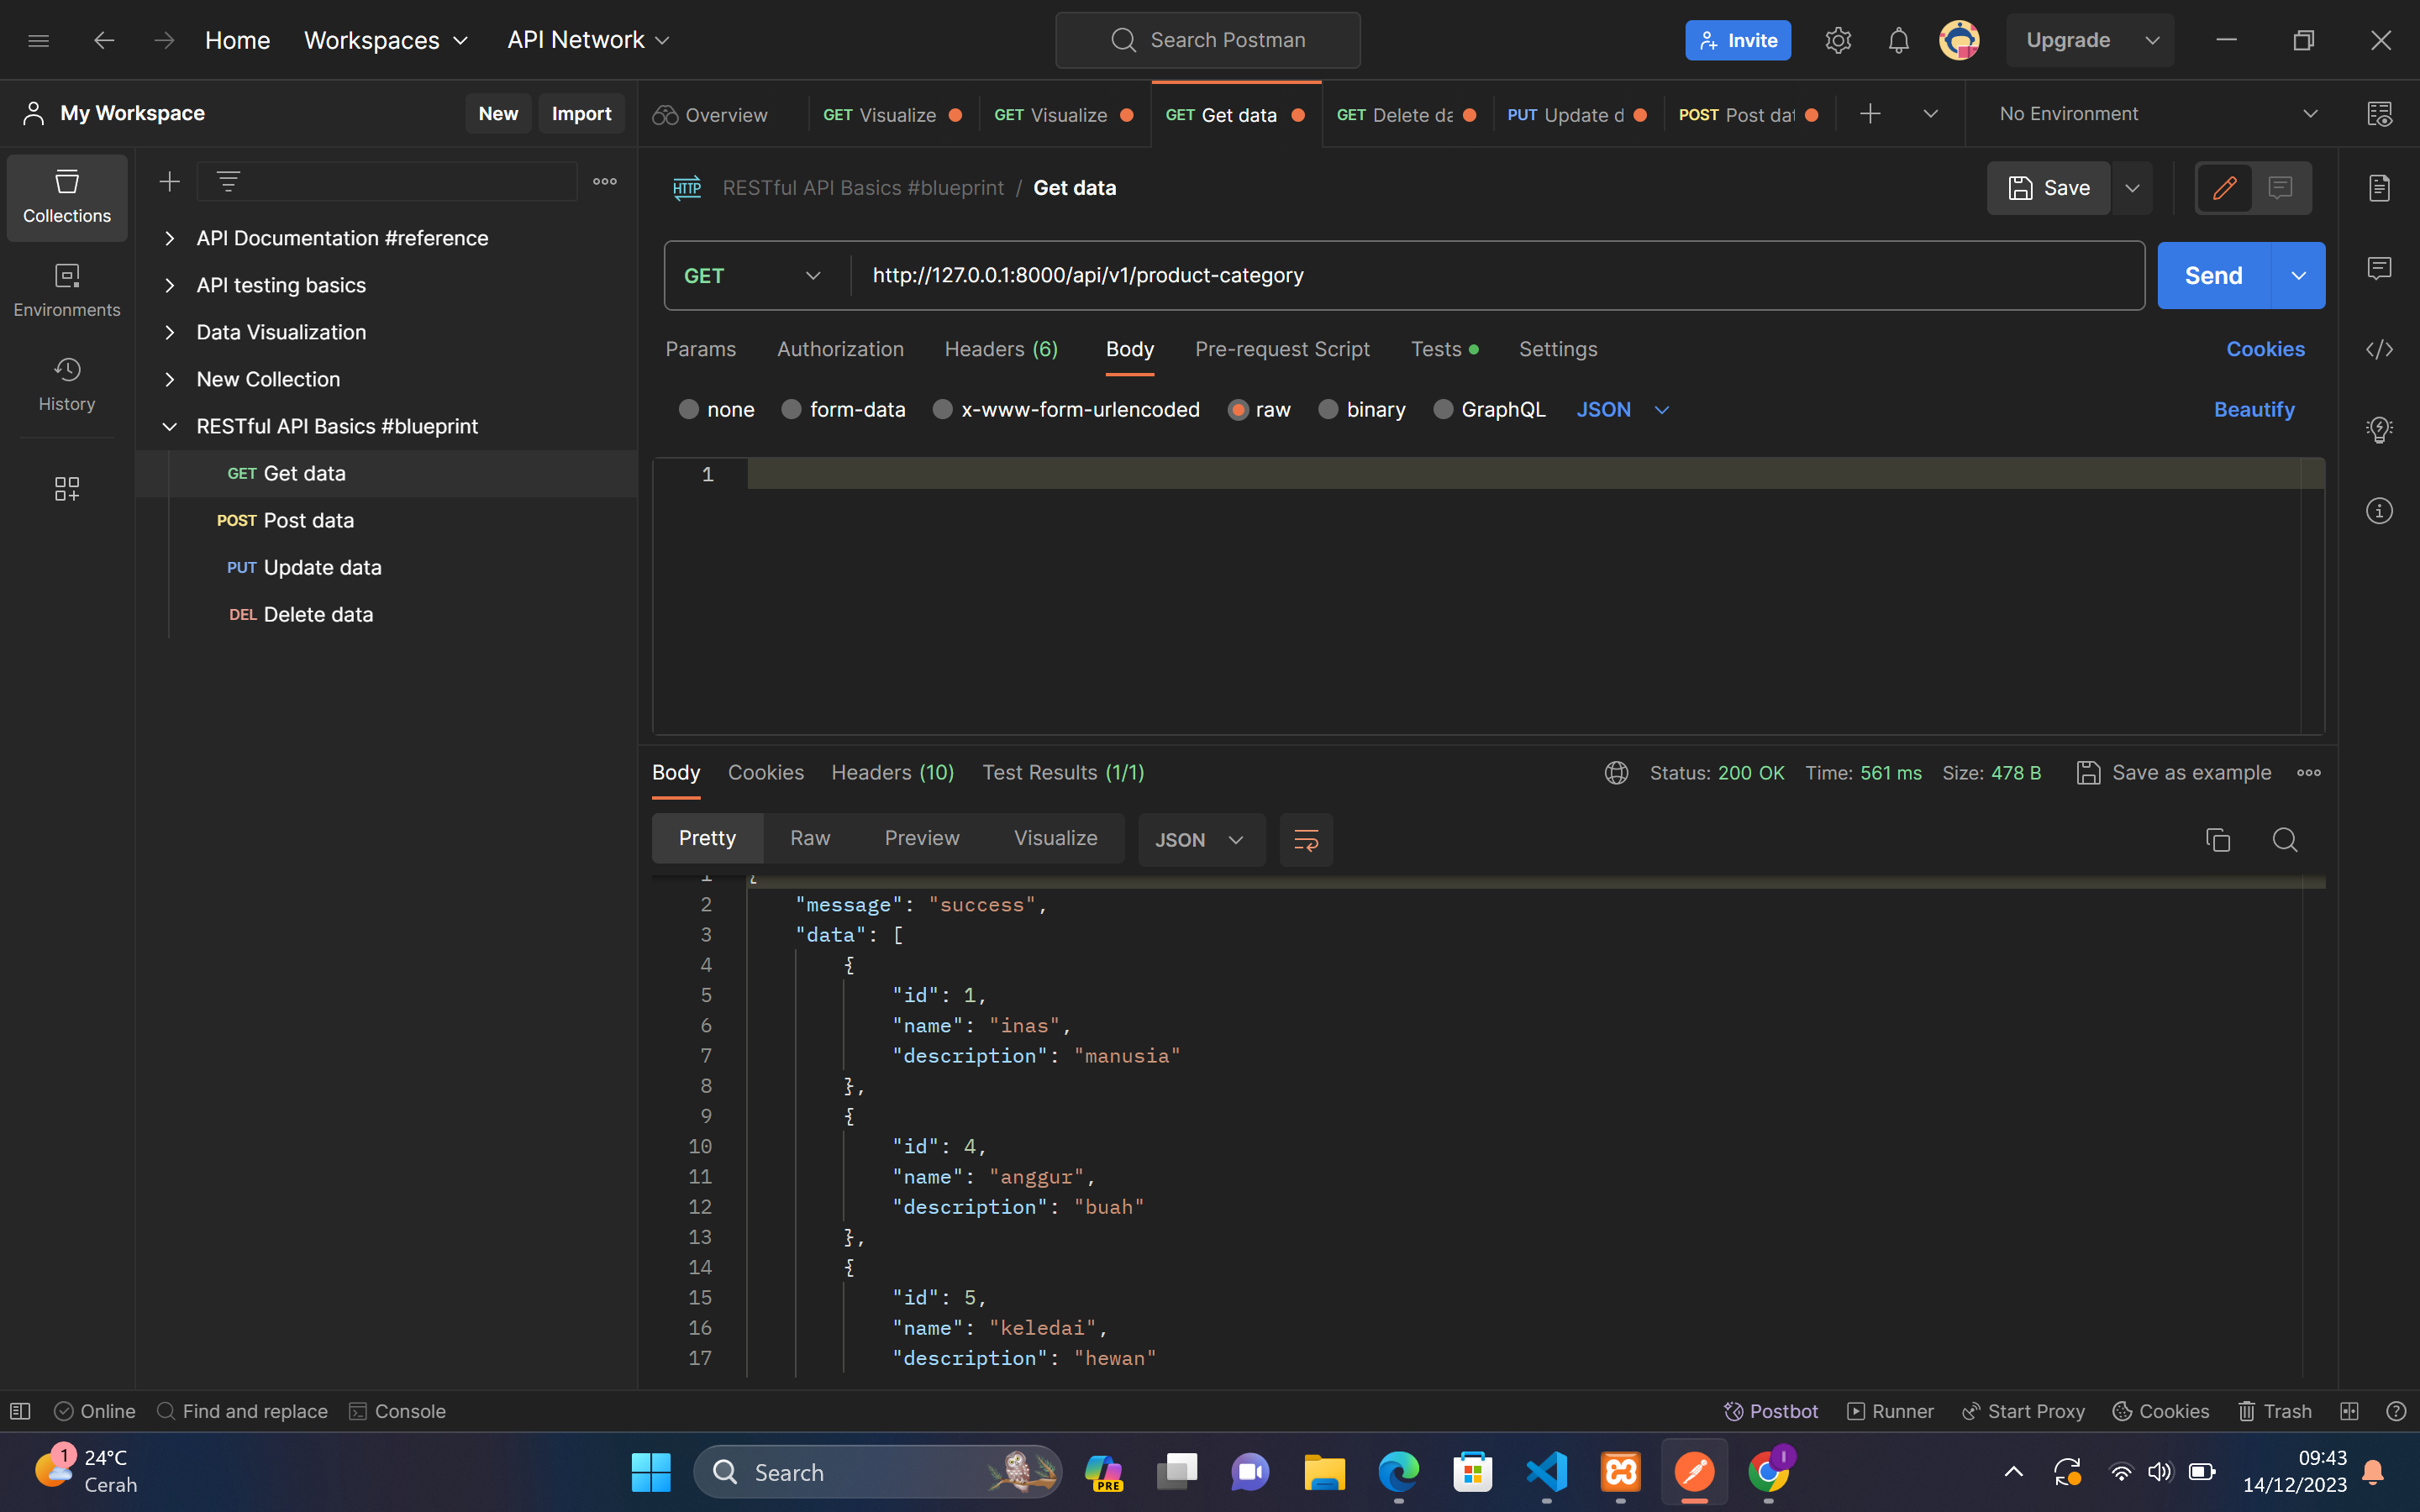 Home Workspaces API Network Search Postman Invite Upgrade
My Workspace New Import Overview GET Visualize GET Visualize GET Get data GET Delete da PUT Update d POST Post dat No Environment
Collections
Environments
History
API Documentation #reference
API testing basics
Data Visualization
New Collection
RESTful API Basics #blueprint
GET Get data
POST Post data
PUT Update data
DEL Delete data
HTTP RESTful API Basics #blueprint / Get data Save
GET http://127.0.0.1:8000/api/v1/product-category Send
Params Authorization Headers (6) Body Pre-request Script Tests Settings Cookies
none form-data x-www-form-urlencoded raw binary GraphQL JSON Beautify
1
Body Cookies Headers (10) Test Results (1/1) Status: 200 OK Time: 561 ms Size: 478 B Save as example
Pretty Raw Preview Visualize JSON
1 {
2 "message": "success",
3 "data": [
4 {
5 "id": 1,
6 "name": "inas",
7 "description": "manusia"
8 },
9 {
10 "id": 4,
11 "name": "anggur",
12 "description": "buah"
13 },
14 {
15 "id": 5,
16 "name": "keledai",
17 "description": "hewan"
Online Find and replace Console Postbot Runner Start Proxy Cookies Trash
1 24°C
Cerah
Search
PRE
I
09:43
14/12/2023